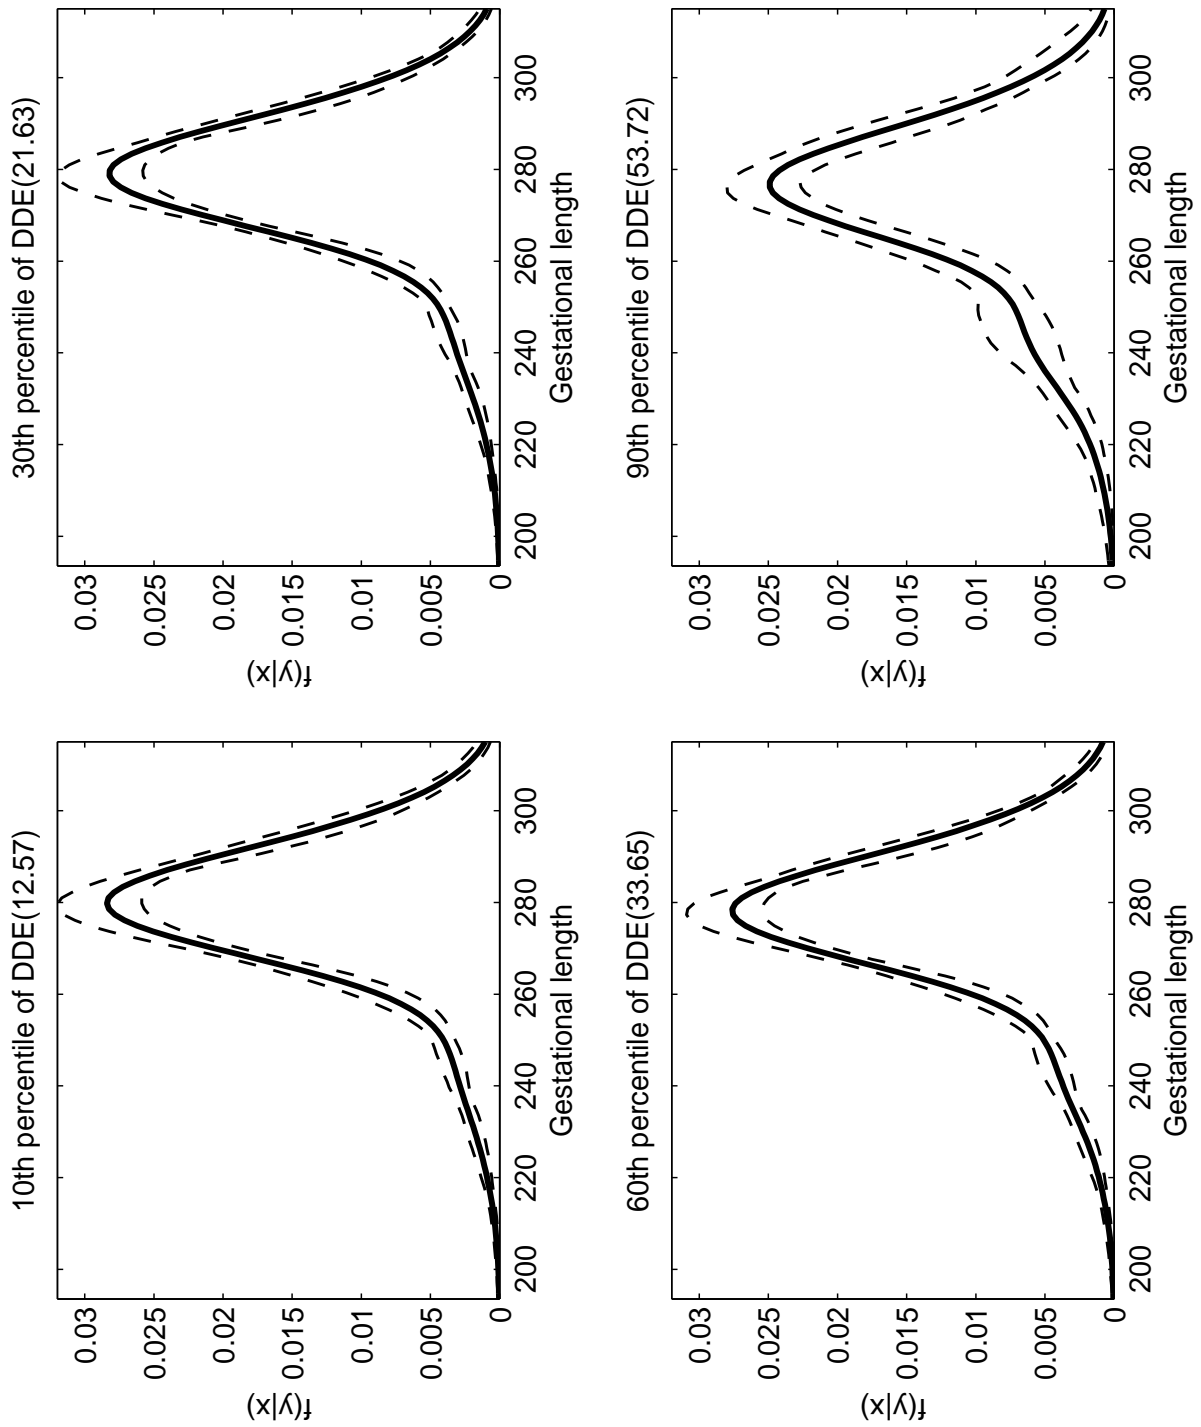 10th percentile of DDE(12.57)
f(y|x)
0.03
0.025
0.02
0.015
0.01
0.005
0
200 220 240 260 280 300
Gestational length
30th percentile of DDE(21.63)
f(y|x)
0.03
0.025
0.02
0.015
0.01
0.005
0
200 220 240 260 280 300
Gestational length
60th percentile of DDE(33.65)
f(y|x)
0.03
0.025
0.02
0.015
0.01
0.005
0
200 220 240 260 280 300
Gestational length
90th percentile of DDE(53.72)
f(y|x)
0.03
0.025
0.02
0.015
0.01
0.005
0
200 220 240 260 280 300
Gestational length